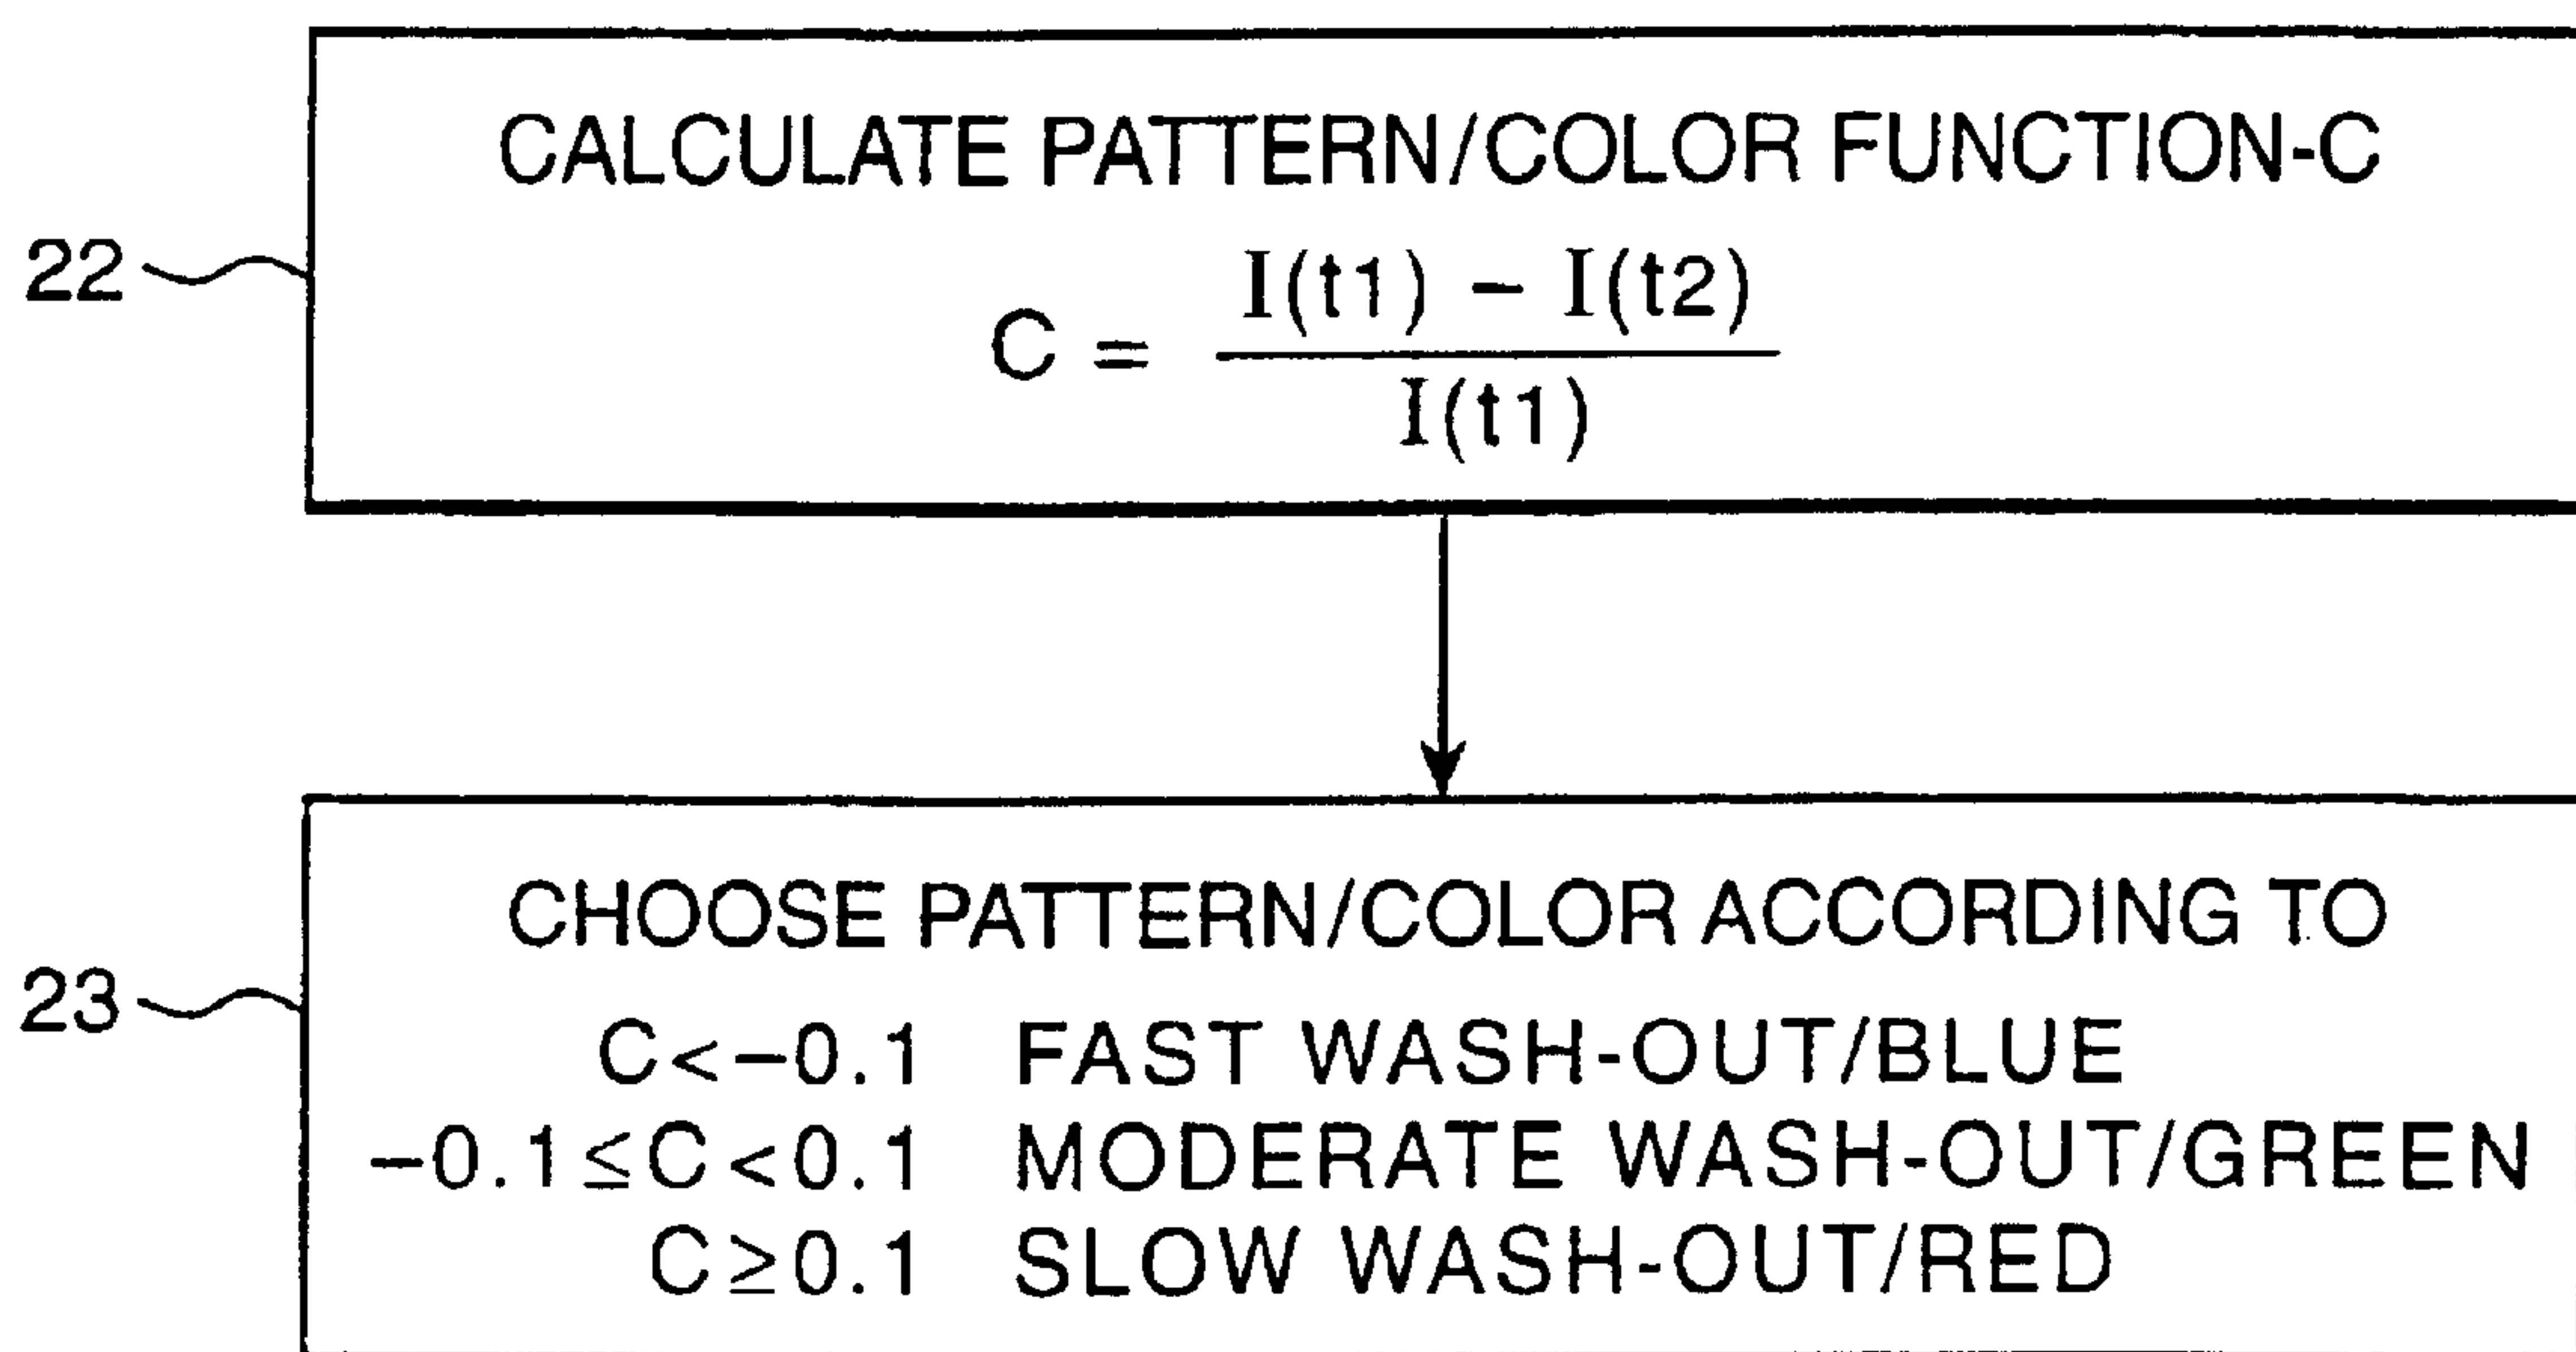 CALCULATE PATTERN/COLOR FUNCTION-C
22
C = I(t1) – I(t2) / I(t1)
CHOOSE PATTERN/COLOR ACCORDING TO
23
C<–0.1 FAST WASH-OUT/BLUE
–0.1≤C<0.1 MODERATE WASH-OUT/GREEN
C≥0.1 SLOW WASH-OUT/RED